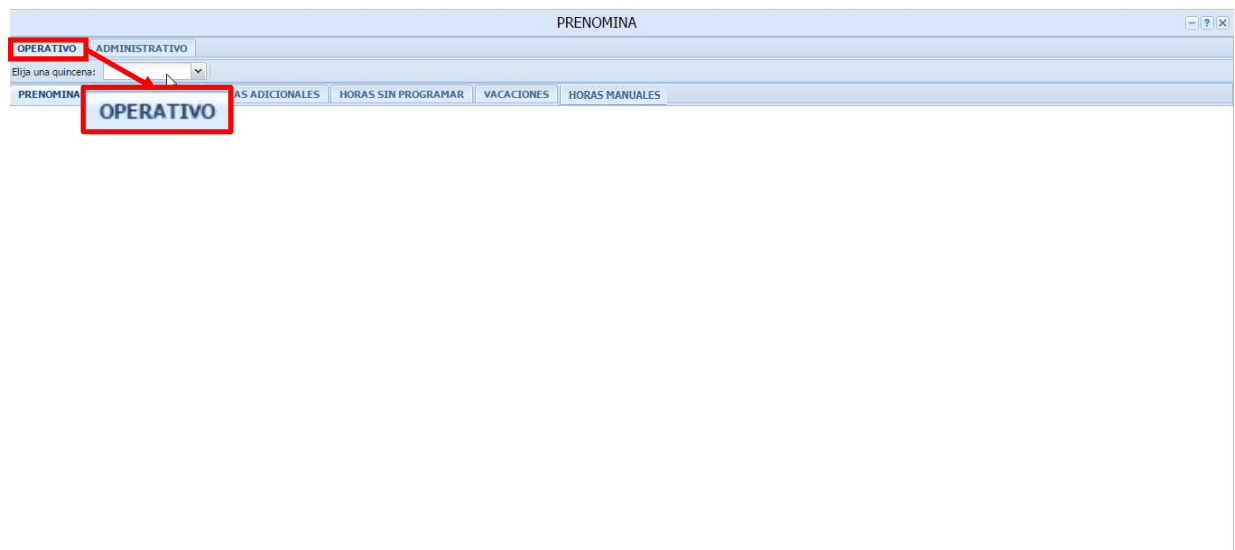 PRENOMINA
OPERATIVO ADMINISTRATIVO
Elija una quincena:
PRENOMINA AS ADICIONALES HORAS SIN PROGRAMAR VACACIONES HORAS MANUALES
OPERATIVO